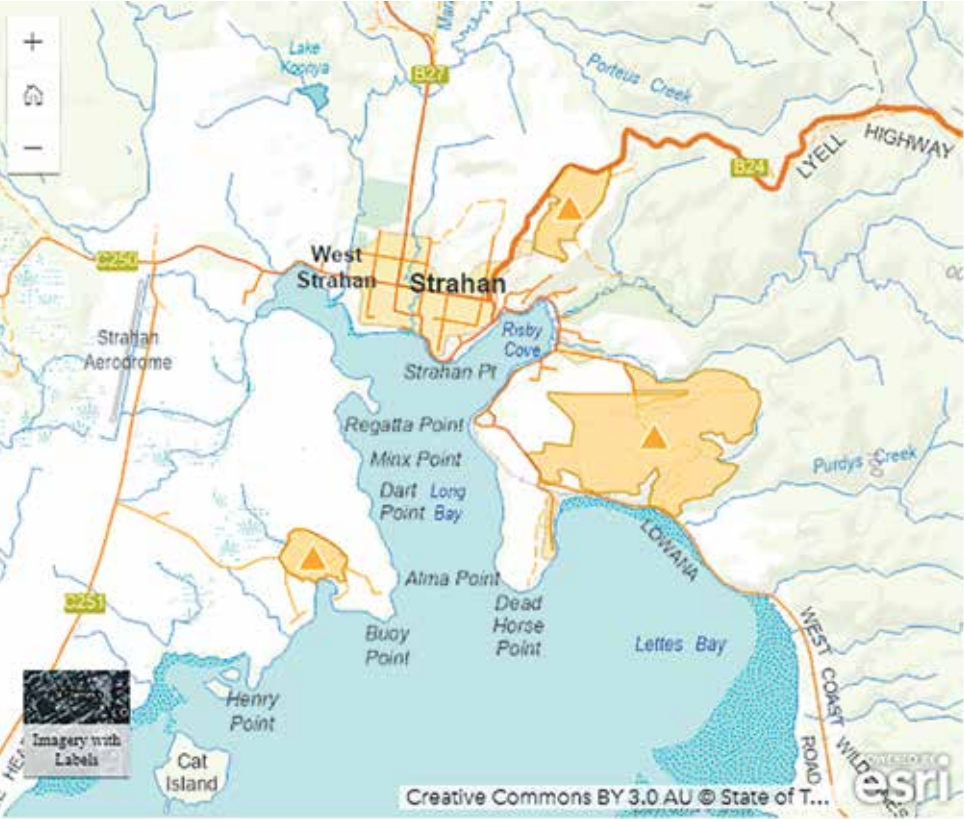 +
−
Lake
Koonya
B27
Porteus Creek
LYELL HIGHWAY
B24
C250
West
Strahan
Strahan
Strahan
Aerodrome
Risby
Cove
Strahan Pt
Regatta Point
Minx Point
Dart
Point
Long
Bay
Purdys Creek
LOWANA
Alma Point
C251
Dead
Horse
Point
Buoy
Point
Lettes Bay
WEST COAST
ROAD
Henry
Point
Imagery with
Labels
Cat
Island
Creative Commons BY 3.0 AU © State of T...
POWERED BY
esri